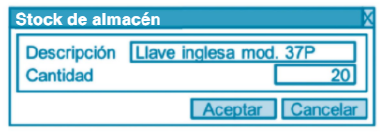 Stock de almacén X
Descripción Llave inglesa mod. 37P
Cantidad 20
Aceptar Cancelar